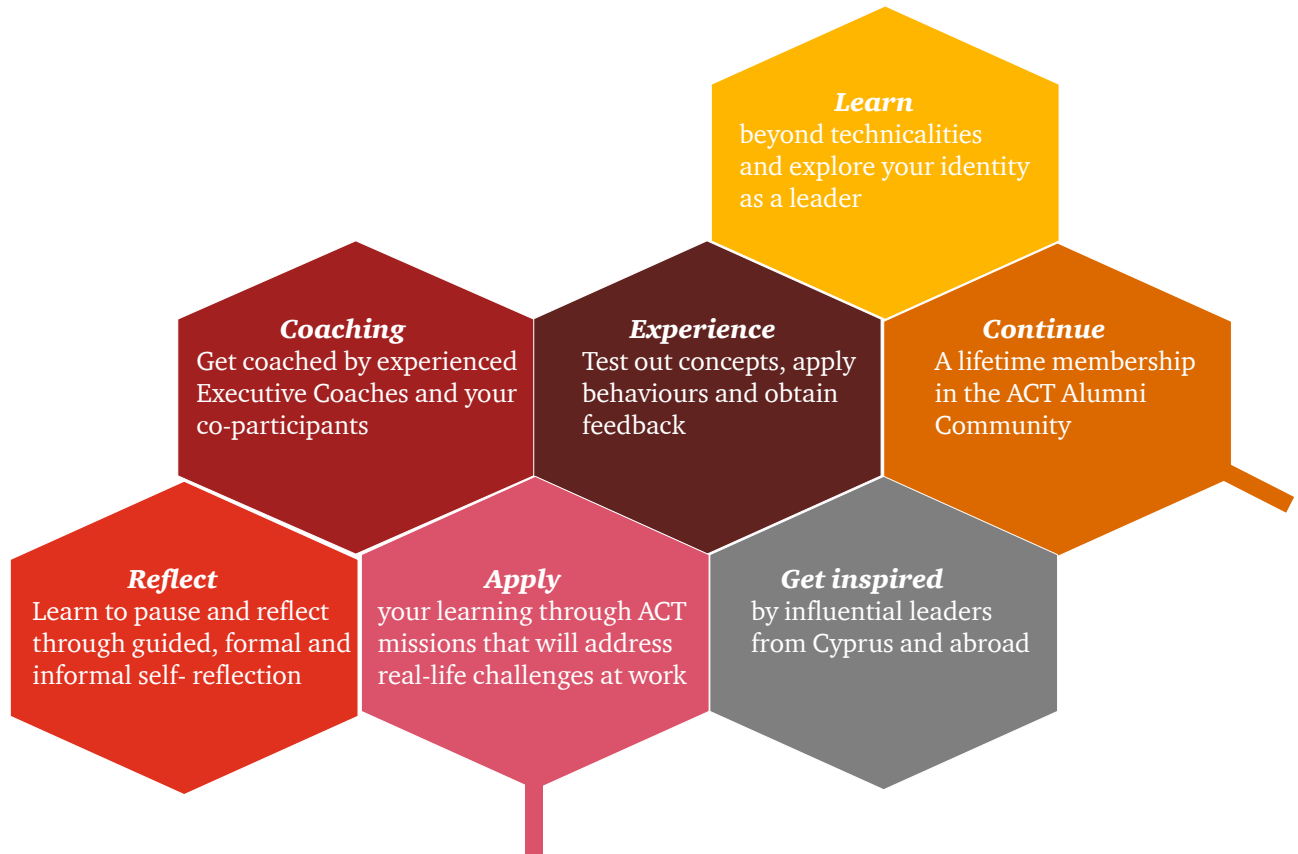 Learn
beyond technicalities
and explore your identity
as a leader
Coaching
Get coached by experienced
Executive Coaches and your
co-participants
Experience
Test out concepts, apply
behaviours and obtain
feedback
Continue
A lifetime membership
in the ACT Alumni
Community
Reflect
Learn to pause and reflect
through guided, formal and
informal self- reflection
Apply
your learning through ACT
missions that will address
real-life challenges at work
Get inspired
by influential leaders
from Cyprus and abroad